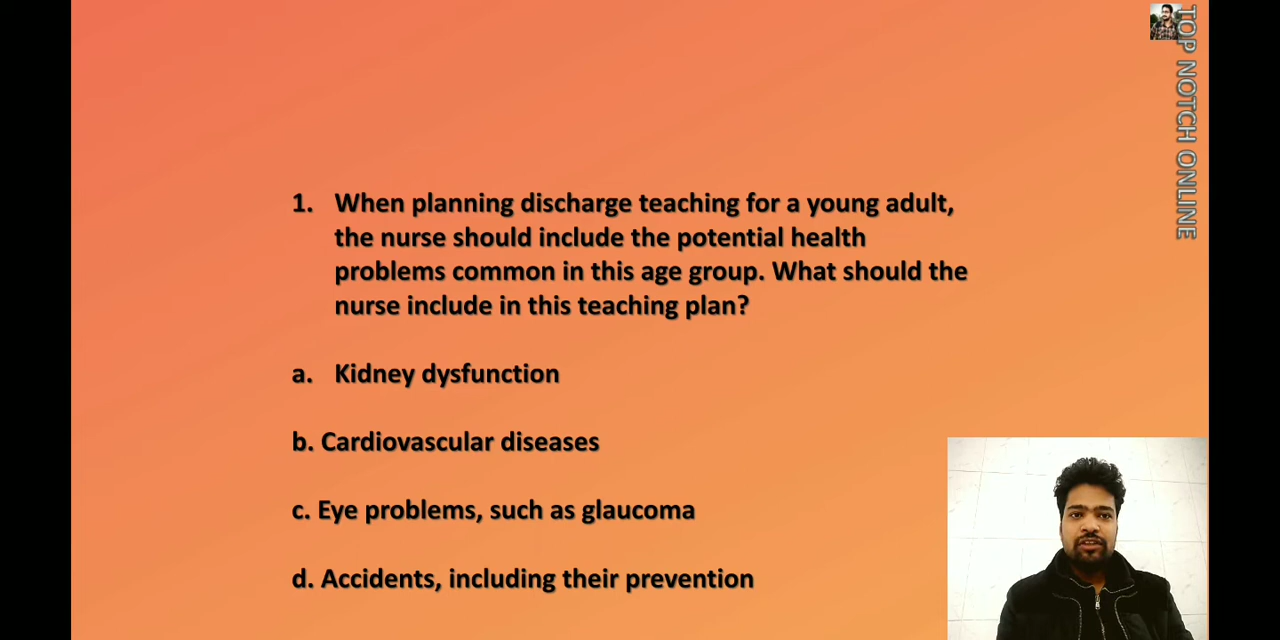 1. When planning discharge teaching for a young adult,
the nurse should include the potential health
problems common in this age group. What should the
nurse include in this teaching plan?
a. Kidney dysfunction
b. Cardiovascular diseases
c. Eye problems, such as glaucoma
d. Accidents, including their prevention
TOP NOTCH ONLINE